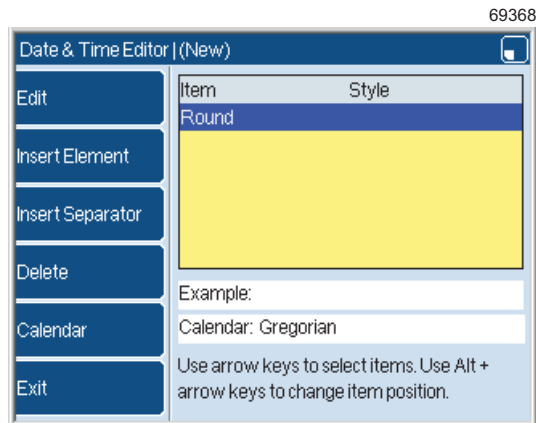 69368
Date & Time Editor | (New)
Edit
Insert Element
Insert Separator
Delete
Calendar
Exit
Item Style
Round
Example:
Calendar: Gregorian
Use arrow keys to select items. Use Alt +
arrow keys to change item position.